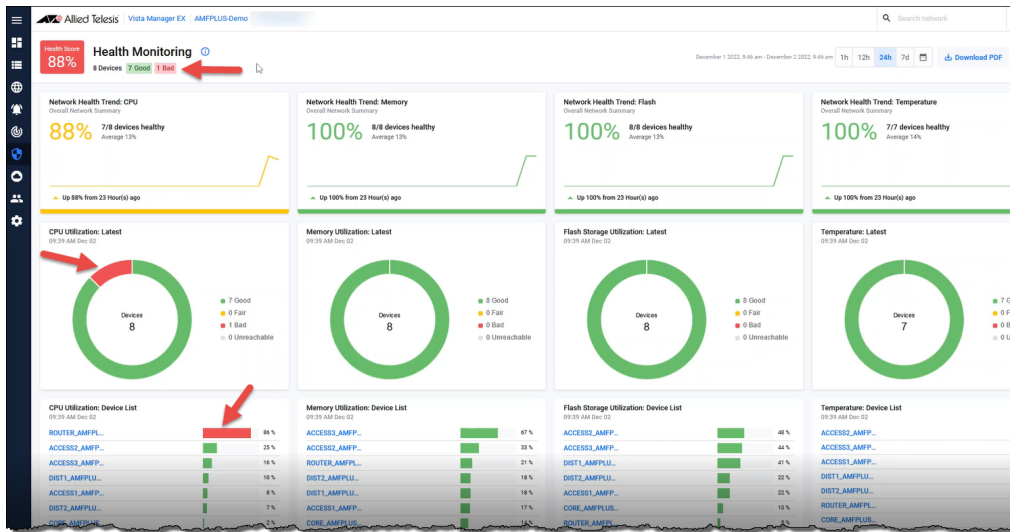 Allied Telesis Vista Manager EX AMFPLUS-Demo
Search network
Health Score
88%
Health Monitoring
8 Devices 7 Good 1 Bad
December 1 2022, 9:46 am - December 2 2022, 9:46 am 1h 12h 24h 7d Download PDF
Network Health Trend: CPU
Overall Network Summary
88% 7/8 devices healthy
Average 13%
Up 88% from 23 Hour(s) ago
Network Health Trend: Memory
Overall Network Summary
100% 8/8 devices healthy
Average 13%
Up 100% from 23 Hour(s) ago
Network Health Trend: Flash
Overall Network Summary
100% 8/8 devices healthy
Average 13%
Up 100% from 23 Hour(s) ago
Network Health Trend: Temperature
Overall Network Summary
100% 7/7 devices healthy
Average 14%
Up 100% from 23 Hour(s) ago
CPU Utilization: Latest
09:39 AM Dec 02
Devices
8
7 Good
0 Fair
1 Bad
0 Unreachable
Memory Utilization: Latest
09:39 AM Dec 02
Devices
8
8 Good
0 Fair
0 Bad
0 Unreachable
Flash Storage Utilization: Latest
09:39 AM Dec 02
Devices
8
8 Good
0 Fair
0 Bad
0 Unreachable
Temperature: Latest
09:39 AM Dec 02
Devices
7
CPU Utilization: Device List
09:39 AM Dec 02
ROUTER_AMFPL... 86 %
ACCESS2_AMFP... 25 %
ACCESS3_AMFP... 16 %
DIST1_AMFPLU... 10 %
ACCESS1_AMFP... 8 %
DIST2_AMFPLU... 7 %
Memory Utilization: Device List
09:39 AM Dec 02
ACCESS3_AMFP... 67 %
ACCESS2_AMFP... 33 %
ROUTER_AMFPL... 21 %
DIST2_AMFPLU... 18 %
DIST1_AMFPLU... 18 %
ACCESS1_AMFP... 17 %
CORE_AMFPLUS...
Flash Storage Utilization: Device List
09:39 AM Dec 02
ACCESS2_AMFP... 48 %
ACCESS3_AMFP... 44 %
DIST1_AMFPLU... 41 %
DIST2_AMFPLU... 22 %
ACCESS1_AMFP... 22 %
CORE_AMFPLUS... 10 %
ROUTER_AMFPL...
Temperature: Device List
09:39 AM Dec 02
ACCESS2_AMFP...
ACCESS3_AMFP...
ACCESS1_AMFP...
DIST1_AMFPLU...
DIST2_AMFPLU...
ROUTER_AMFPL...
CORE_AMFPLUS...